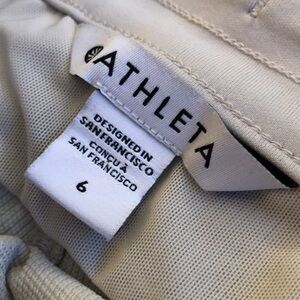 ATHLETA
DESIGNED IN
SAN FRANCISCO
CONÇU À
SAN FRANCISCO
6